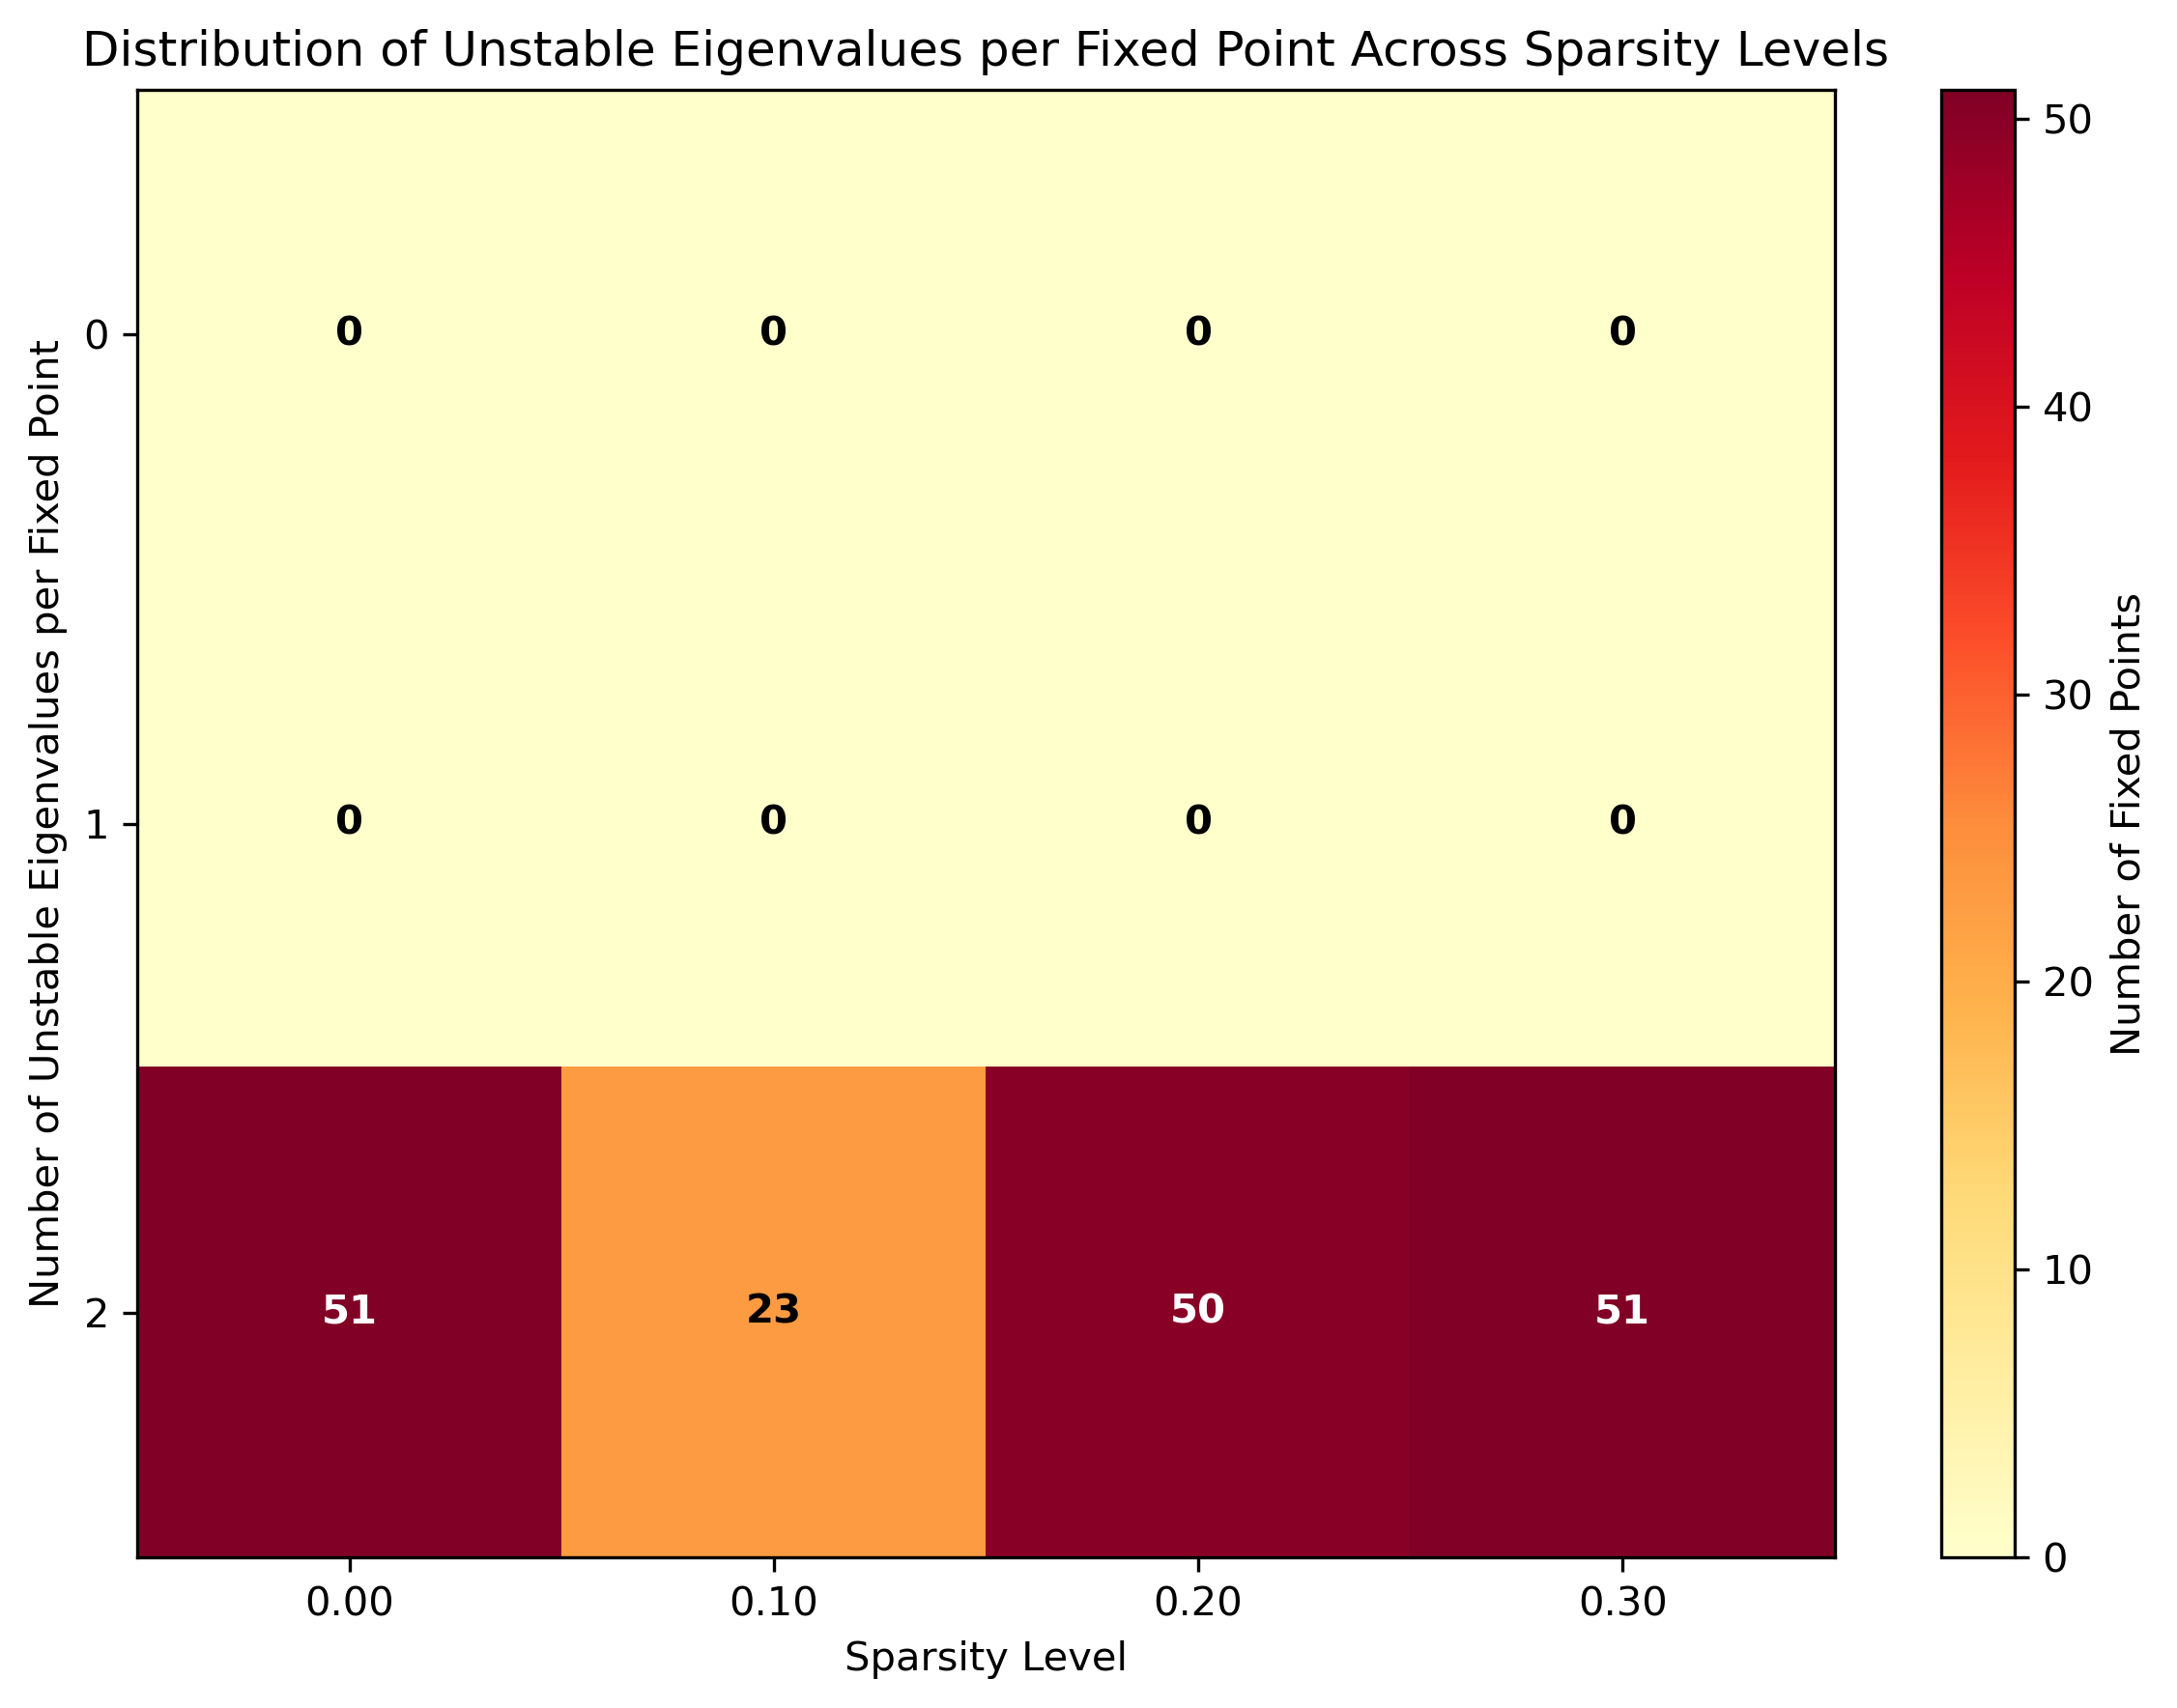 Distribution of Unstable Eigenvalues per Fixed Point Across Sparsity Levels
Number of Unstable Eigenvalues per Fixed Point
0
0 0 0 0
1
0 0 0 0
2
51 23 50 51
0.00 0.10 0.20 0.30
Sparsity Level
50
40
30
20
10
0
Number of Fixed Points